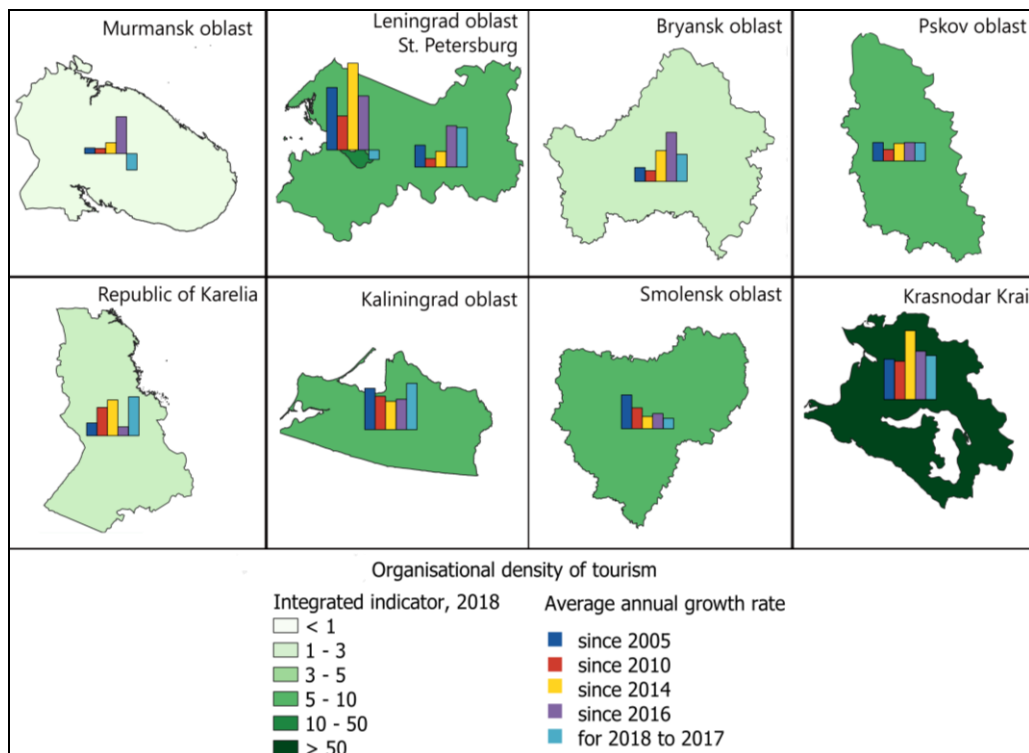 Murmansk oblast
Leningrad oblast
St. Petersburg
Bryansk oblast
Pskov oblast
Republic of Karelia
Kaliningrad oblast
Smolensk oblast
Krasnodar Krai
Organisational density of tourism
Integrated indicator, 2018
< 1
1 - 3
3 - 5
5 - 10
10 - 50
> 50
Average annual growth rate
since 2005
since 2010
since 2014
since 2016
for 2018 to 2017